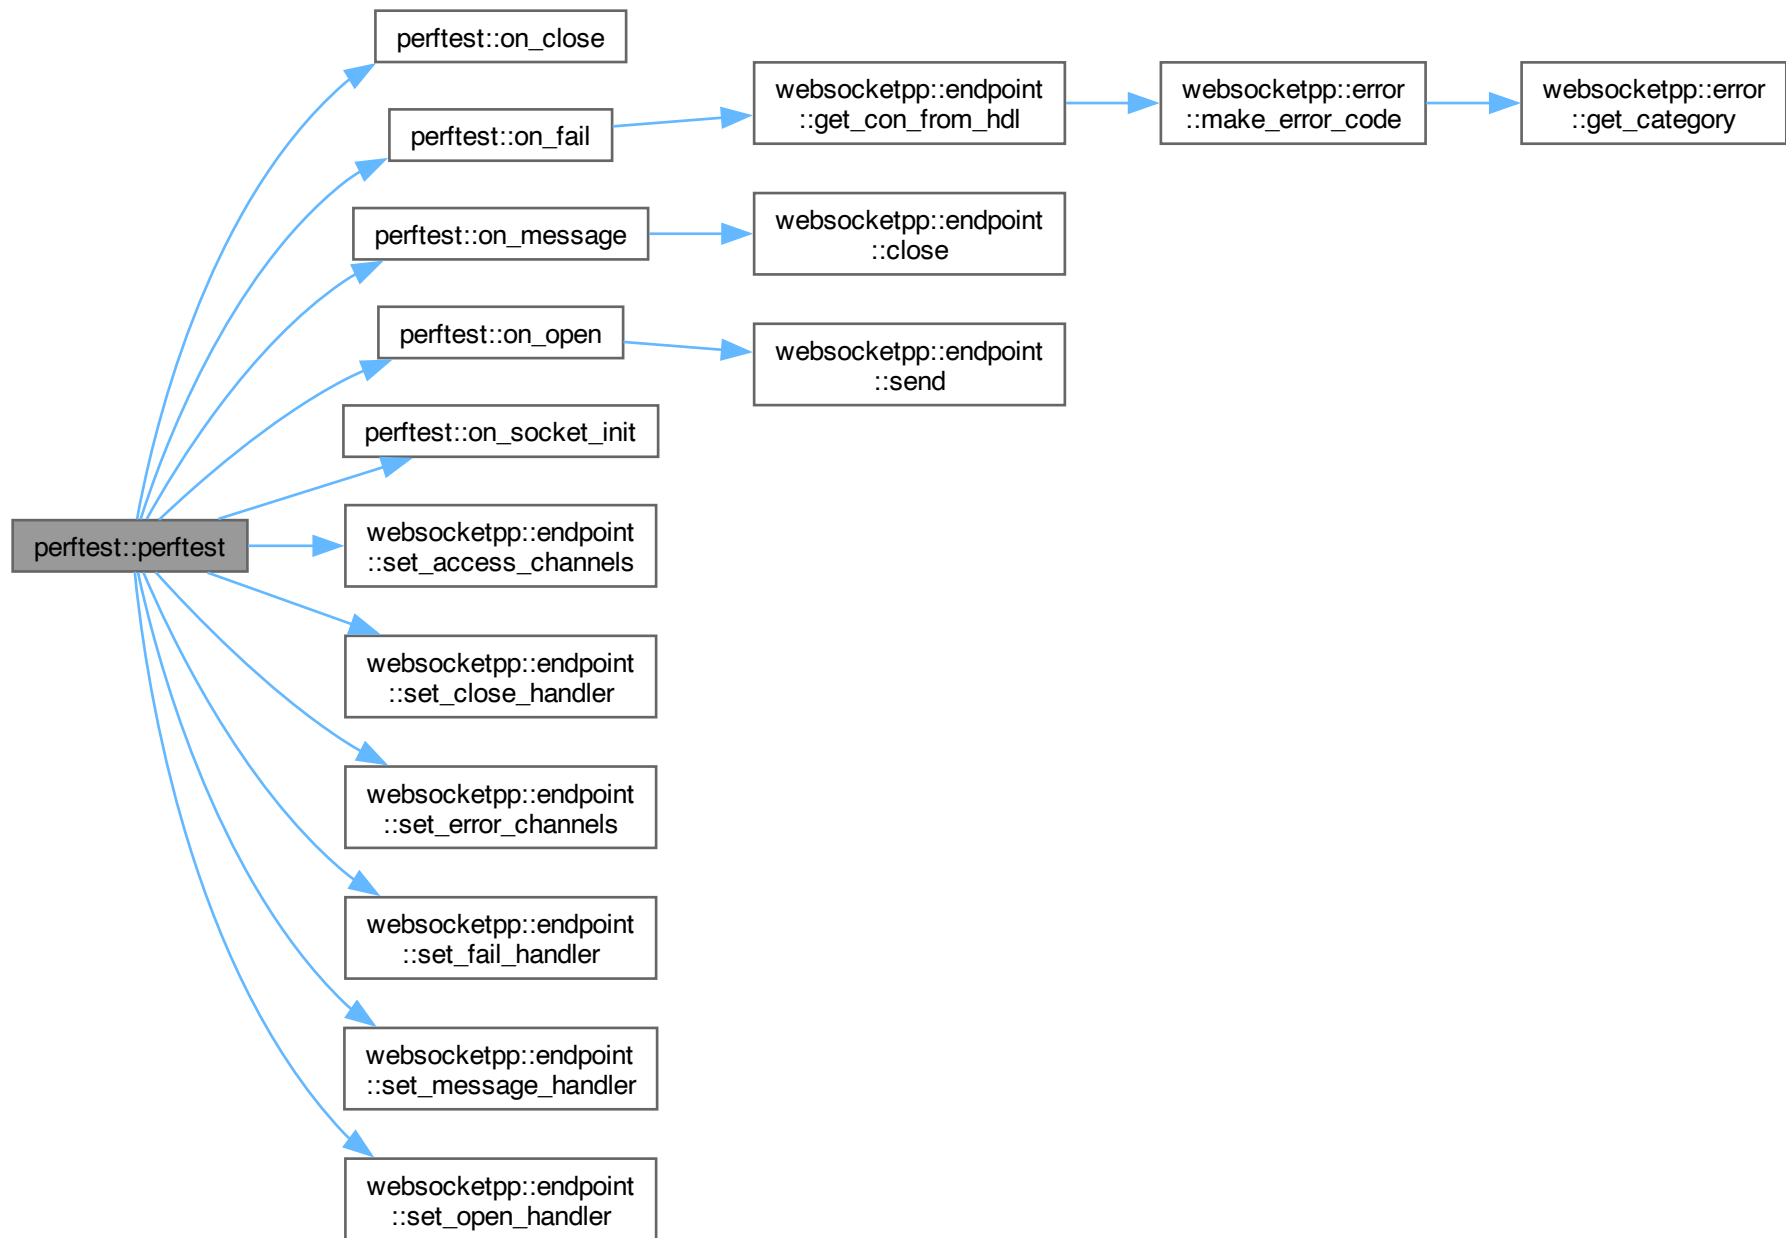 perftest::on_close
websocketpp::endpoint
::get_con_from_hdl
websocketpp::error
::make_error_code
websocketpp::error
::get_category
perftest::on_fail
perftest::on_message
websocketpp::endpoint
::close
perftest::on_open
websocketpp::endpoint
::send
perftest::on_socket_init
perftest::perftest
websocketpp::endpoint
::set_access_channels
websocketpp::endpoint
::set_close_handler
websocketpp::endpoint
::set_error_channels
websocketpp::endpoint
::set_fail_handler
websocketpp::endpoint
::set_message_handler
websocketpp::endpoint
::set_open_handler